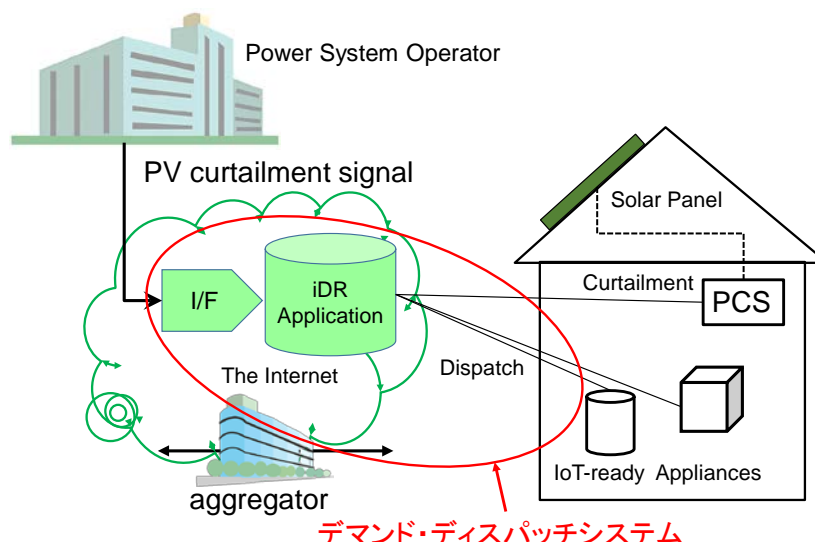 Power System Operator
PV curtailment signal
Solar Panel
Curtailment
PCS
I/F
iDR
Application
The Internet
Dispatch
IoT-ready Appliances
aggregator
デマンド・ディスパッチシステム